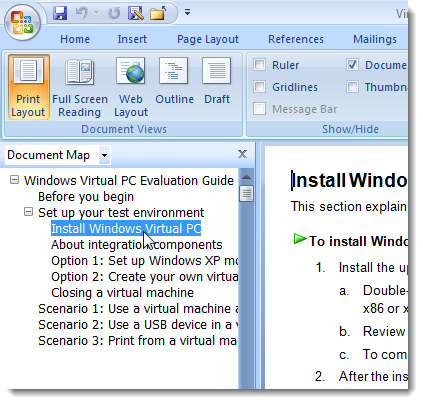 Vir
Home Insert Page Layout References Mailings
Print Layout
Full Screen Reading
Web Layout
Outline
Draft
Document Views
Ruler
Gridlines
Message Bar
Docume
Thumbn
Show/Hide
Document Map
Windows Virtual PC Evaluation Guide
Before you begin
Set up your test environment
Install Windows Virtual PC
About integration components
Option 1: Set up Windows XP mo
Option 2: Create your own virtua
Closing a virtual machine
Scenario 1: Use a virtual machine a
Scenario 2: Use a USB device in a v
Scenario 3: Print from a virtual ma
Install Windo
This section explain
To install Windo
1. Install the up
a. Double-
x86 or x
b. Review
c. To com
2. After the ins